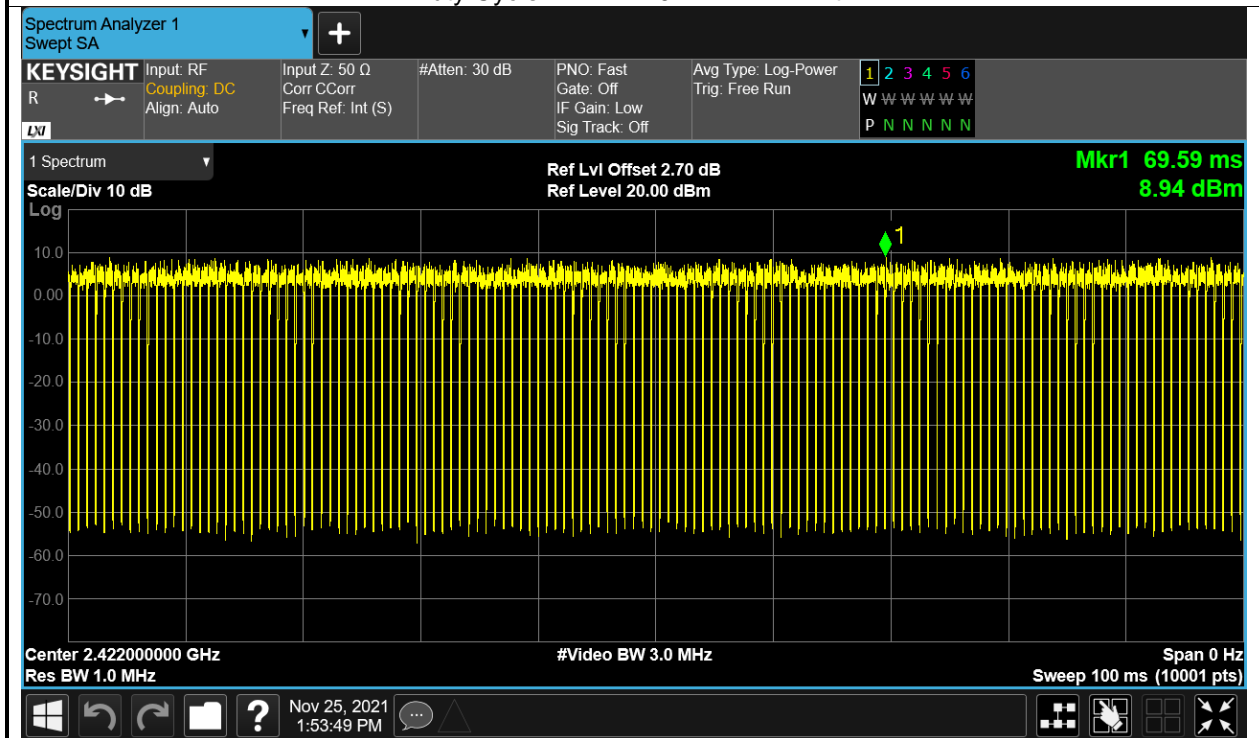 Spectrum Analyzer 1
Swept SA
KEYSIGHT Input: RF Input Z: 50 Ω #Atten: 30 dB PNO: Fast Avg Type: Log-Power 1 2 3 4 5 6
R Coupling: DC Corr CCorr Gate: Off Trig: Free Run W W W W W W
Align: Auto Freq Ref: Int (S) IF Gain: Low P N N N N N
LXI Sig Track: Off
1 Spectrum Ref Lvl Offset 2.70 dB Mkr1 69.59 ms
Scale/Div 10 dB Ref Level 20.00 dBm 8.94 dBm
Log
1
10.0
0.00
-10.0
-20.0
-30.0
-40.0
-50.0
-60.0
-70.0
Center 2.422000000 GHz #Video BW 3.0 MHz Span 0 Hz
Res BW 1.0 MHz Sweep 100 ms (10001 pts)
? Nov 25, 2021
1:53:49 PM